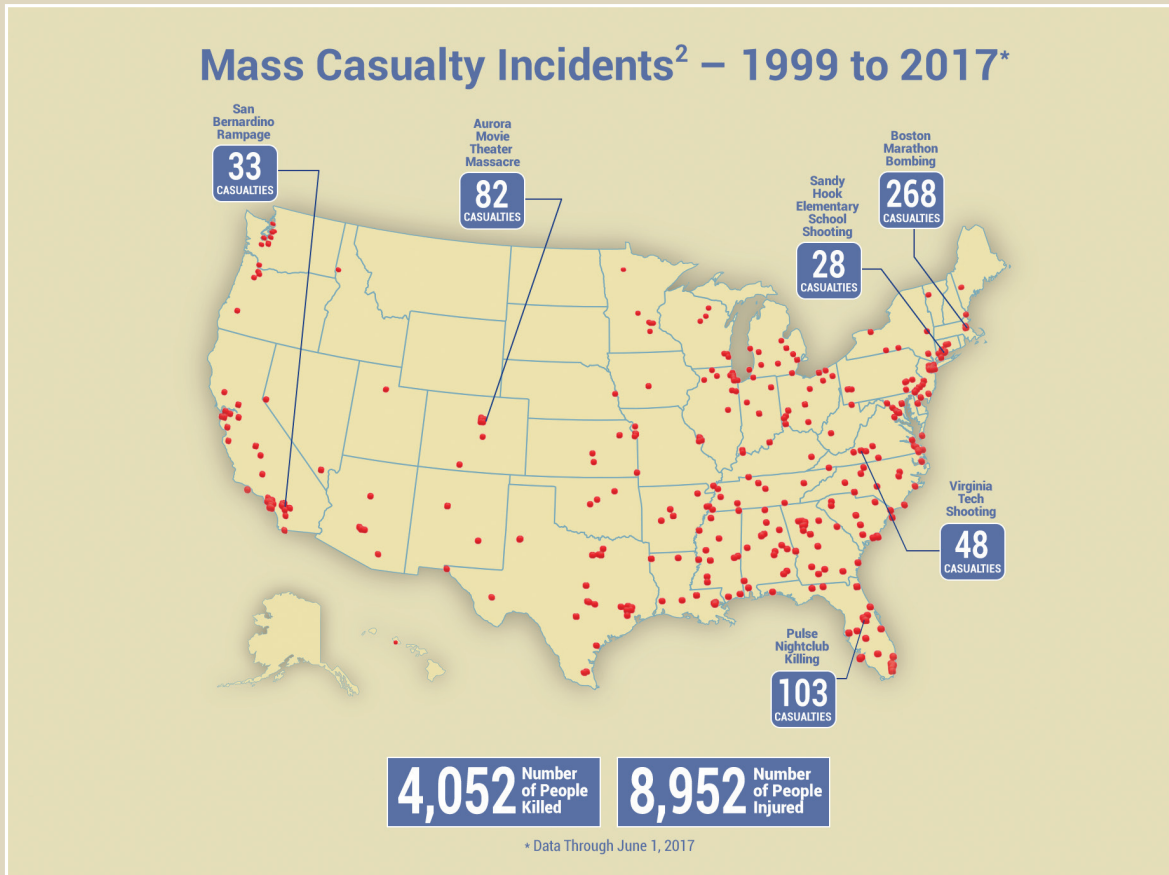 Mass Casualty Incidents2 – 1999 to 2017*
San
Bernardino
Rampage
33
CASUALTIES
Aurora
Movie
Theater
Massacre
82
CASUALTIES
Boston
Marathon
Bombing
268
CASUALTIES
Sandy
Hook
Elementary
School
Shooting
28
CASUALTIES
Virginia
Tech
Shooting
48
CASUALTIES
Pulse
Nightclub
Killing
103
CASUALTIES
4,052
Number
of People
Killed
8,952
Number
of People
Injured
* Data Through June 1, 2017